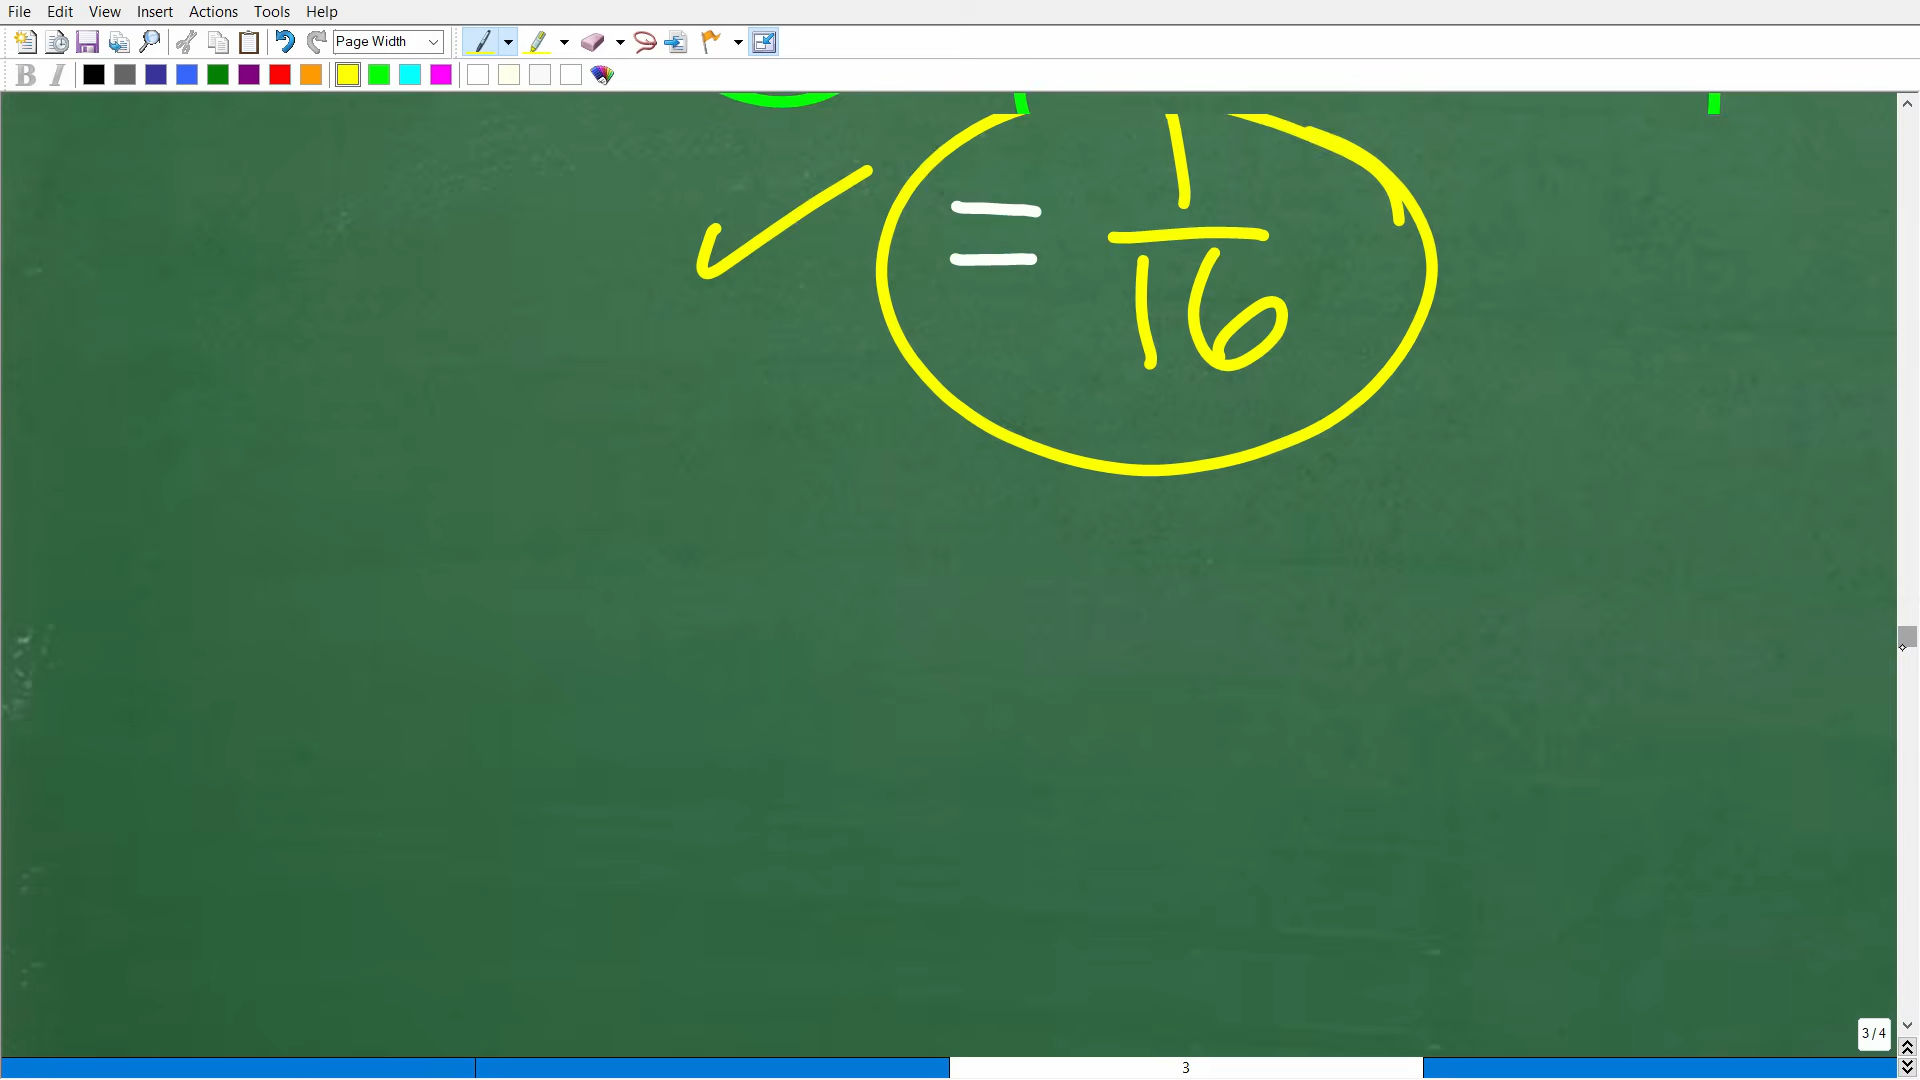 File Edit View Insert Actions Tools Help
Page Width
B I
= 1/16
3 / 4
3